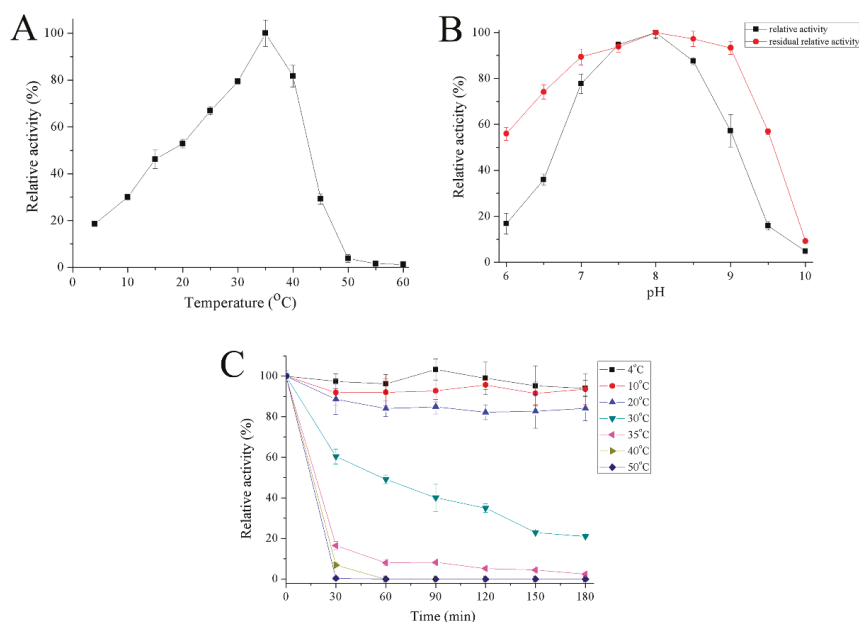 A
Relative activity (%)
100
80
60
40
20
0
0 10 20 30 40 50 60
Temperature (°C)
B
relative activity
residual relative activity
Relative acticity (%)
100
80
60
40
20
0
6 7 8 9 10
pH
C
Relative activity (%)
100
80
60
40
20
0
0 30 60 90 120 150 180
Time (min)
4°C
10°C
20°C
30°C
35°C
40°C
50°C